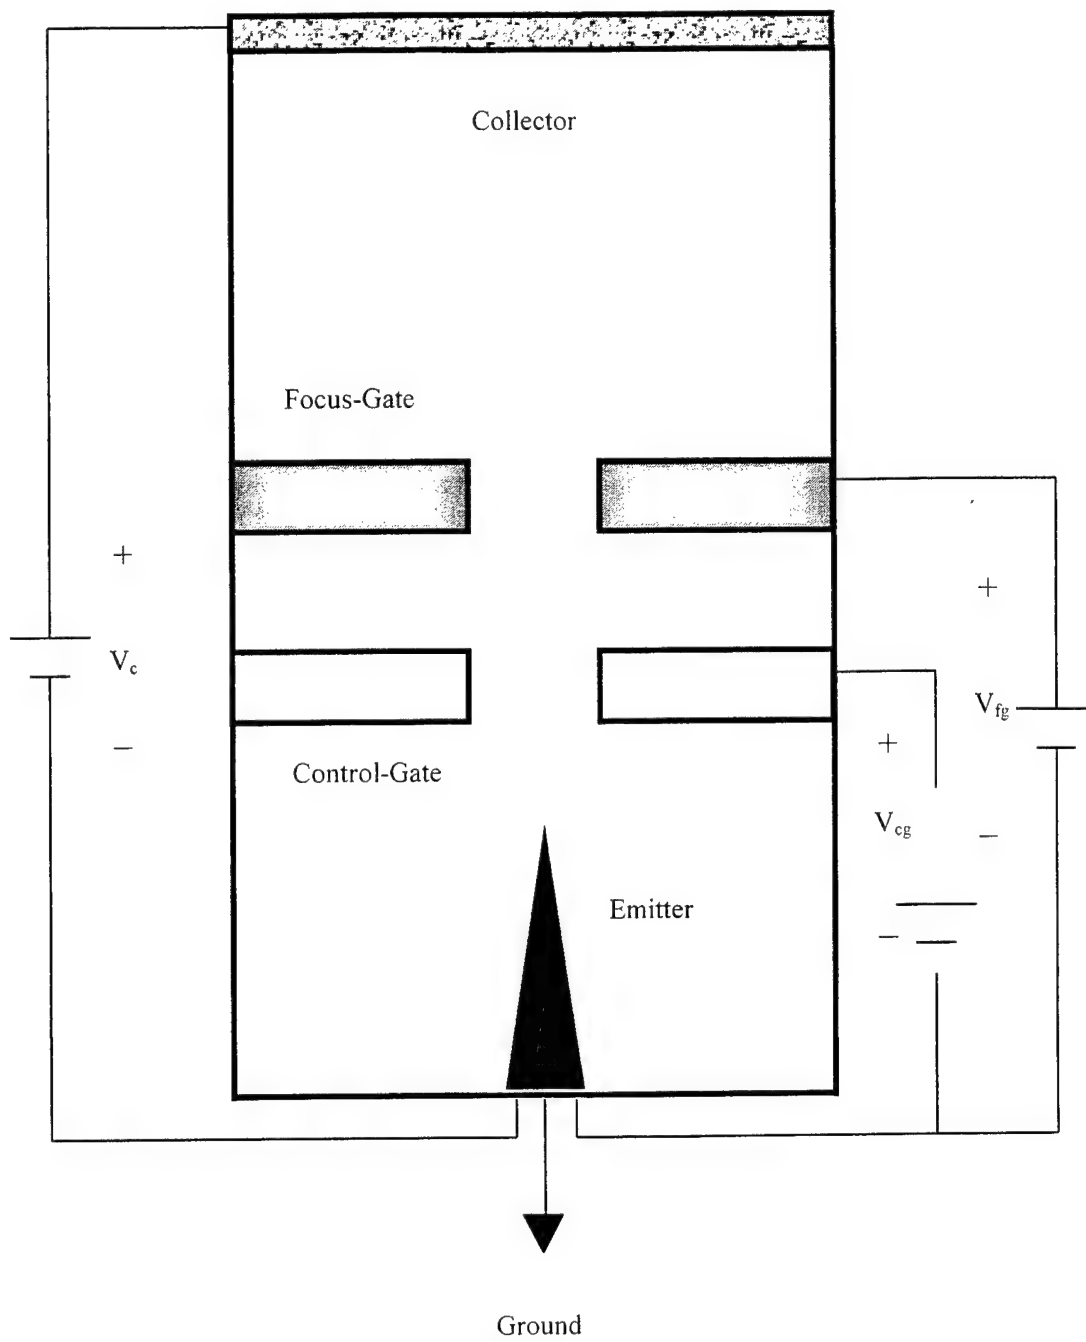 Collector
Focus-Gate
+
+
V_c
V_fg
−
+
Control-Gate
V_cg
−
Emitter
−
Ground